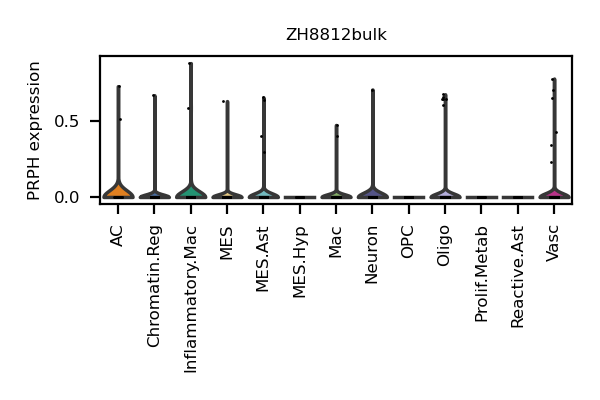 ZH8812bulk
PRPH expression
0.5
0.0
AC
Chromatin.Reg
Inflammatory.Mac
MES
MES.Ast
MES.Hyp
Mac
Neuron
OPC
Oligo
Prolif.Metab
Reactive.Ast
Vasc